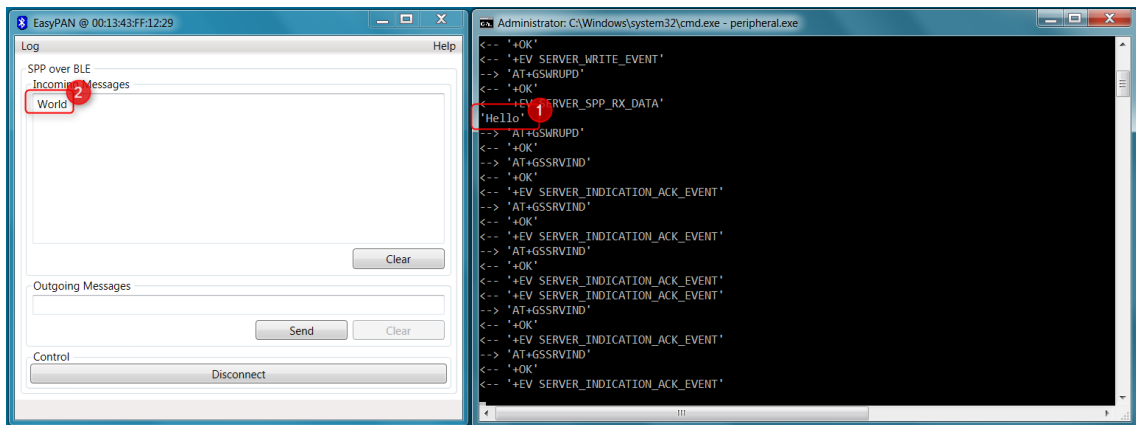 EasyPAN @ 00:13:43:FF:12:29
Log Help
SPP over BLE
Incoming Messages
World
2
Clear
Outgoing Messages
Send Clear
Control
Disconnect
Administrator: C:\Windows\system32\cmd.exe - peripheral.exe
<-- '+OK'
<-- '+EV SERVER_WRITE_EVENT'
--> 'AT+GSWRUPD'
<-- '+OK'
<-- '+EV SERVER_SPP_RX_DATA'
'Hello'
1
--> 'AT+GSWRUPD'
<-- '+OK'
--> 'AT+GSSRVIND'
<-- '+OK'
<-- '+EV SERVER_INDICATION_ACK_EVENT'
--> 'AT+GSSRVIND'
<-- '+OK'
<-- '+EV SERVER_INDICATION_ACK_EVENT'
--> 'AT+GSSRVIND'
<-- '+OK'
<-- '+EV SERVER_INDICATION_ACK_EVENT'
<-- '+EV SERVER_INDICATION_ACK_EVENT'
--> 'AT+GSSRVIND'
<-- '+OK'
<-- '+EV SERVER_INDICATION_ACK_EVENT'
--> 'AT+GSSRVIND'
<-- '+OK'
<-- '+EV SERVER_INDICATION_ACK_EVENT'